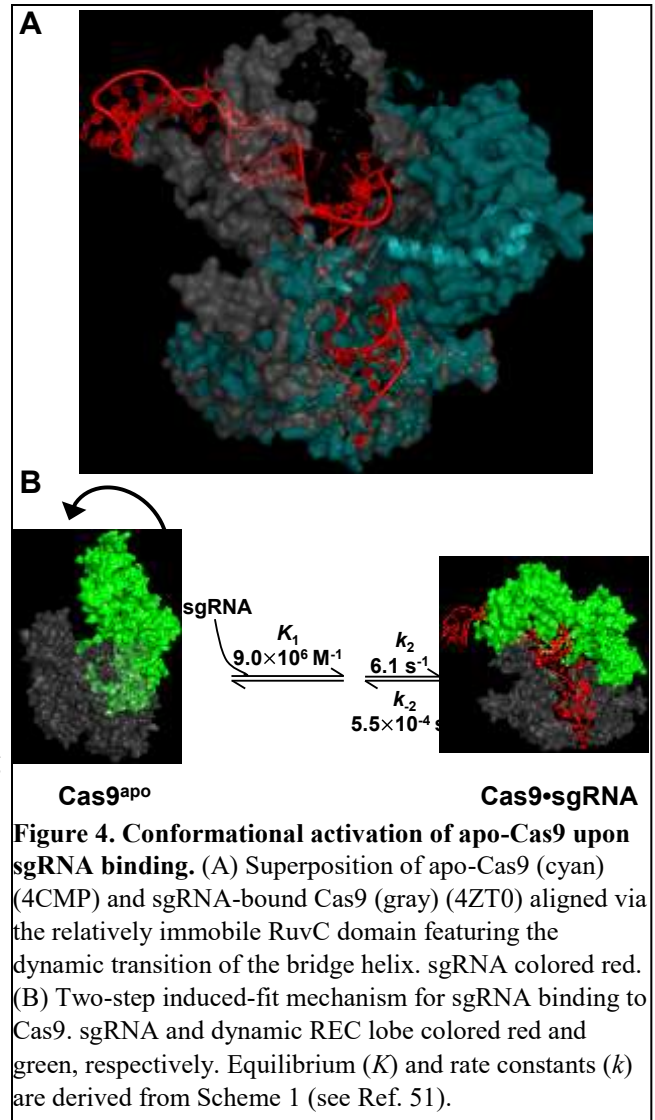 A
B
sgRNA
K1
9.0×10⁶ M⁻¹
k2
6.1 s⁻¹
k-2
5.5×10⁻⁴ s
Cas9ᵃᵖᵒ
Cas9•sgRNA
Figure 4. Conformational activation of apo-Cas9 upon
sgRNA binding. (A) Superposition of apo-Cas9 (cyan)
(4CMP) and sgRNA-bound Cas9 (gray) (4ZT0) aligned via
the relatively immobile RuvC domain featuring the
dynamic transition of the bridge helix. sgRNA colored red.
(B) Two-step induced-fit mechanism for sgRNA binding to
Cas9. sgRNA and dynamic REC lobe colored red and
green, respectively. Equilibrium (K) and rate constants (k)
are derived from Scheme 1 (see Ref. 51).